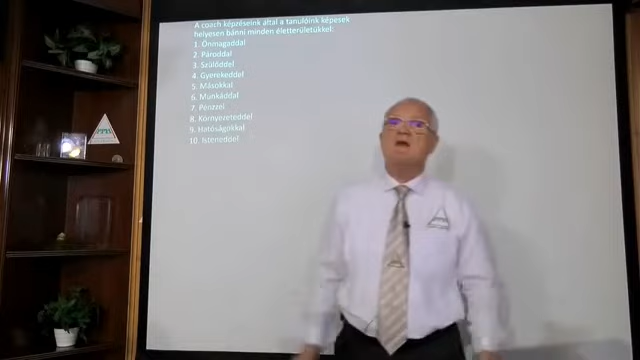 A coach képzéseink által a tanulóink képesek
helyesen bánni minden életterületükkel:
1. Önmagaddal
2. Pároddal
3. Szülőddel
4. Gyerekeddel
5. Másokkal
6. Munkáddal
7. Pénzzel
8. Környezeteddel
9. Hatóságokkal
10. Isteneddel